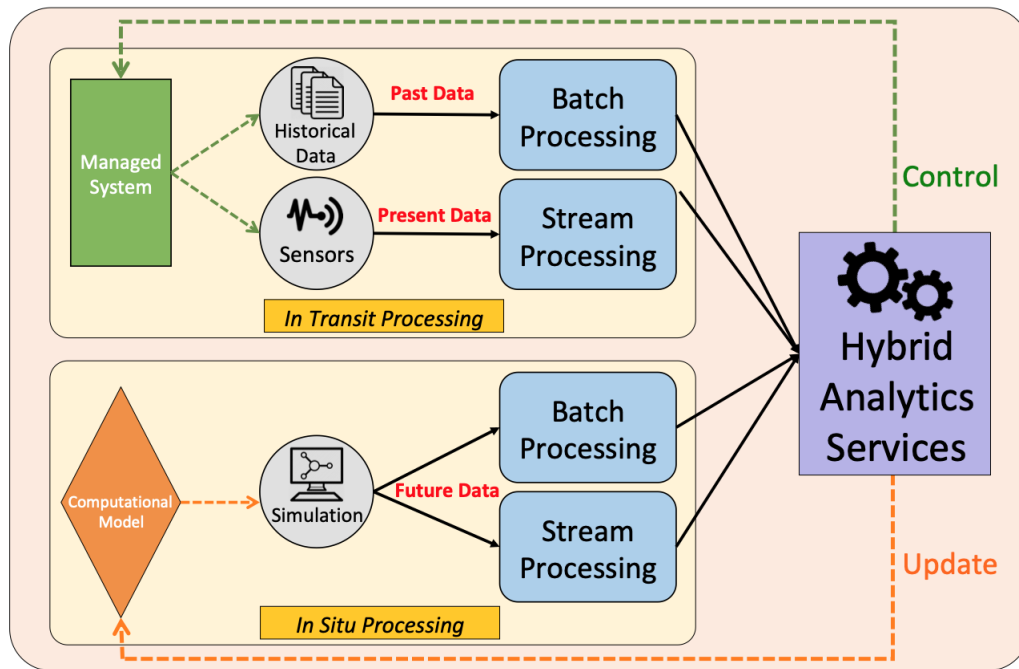 Managed
System
Historical
Data
Past Data
Batch
Processing
Sensors
Present Data
Stream
Processing
In Transit Processing
Control
Hybrid
Analytics
Services
Computational
Model
Simulation
Future Data
Batch
Processing
Stream
Processing
In Situ Processing
Update